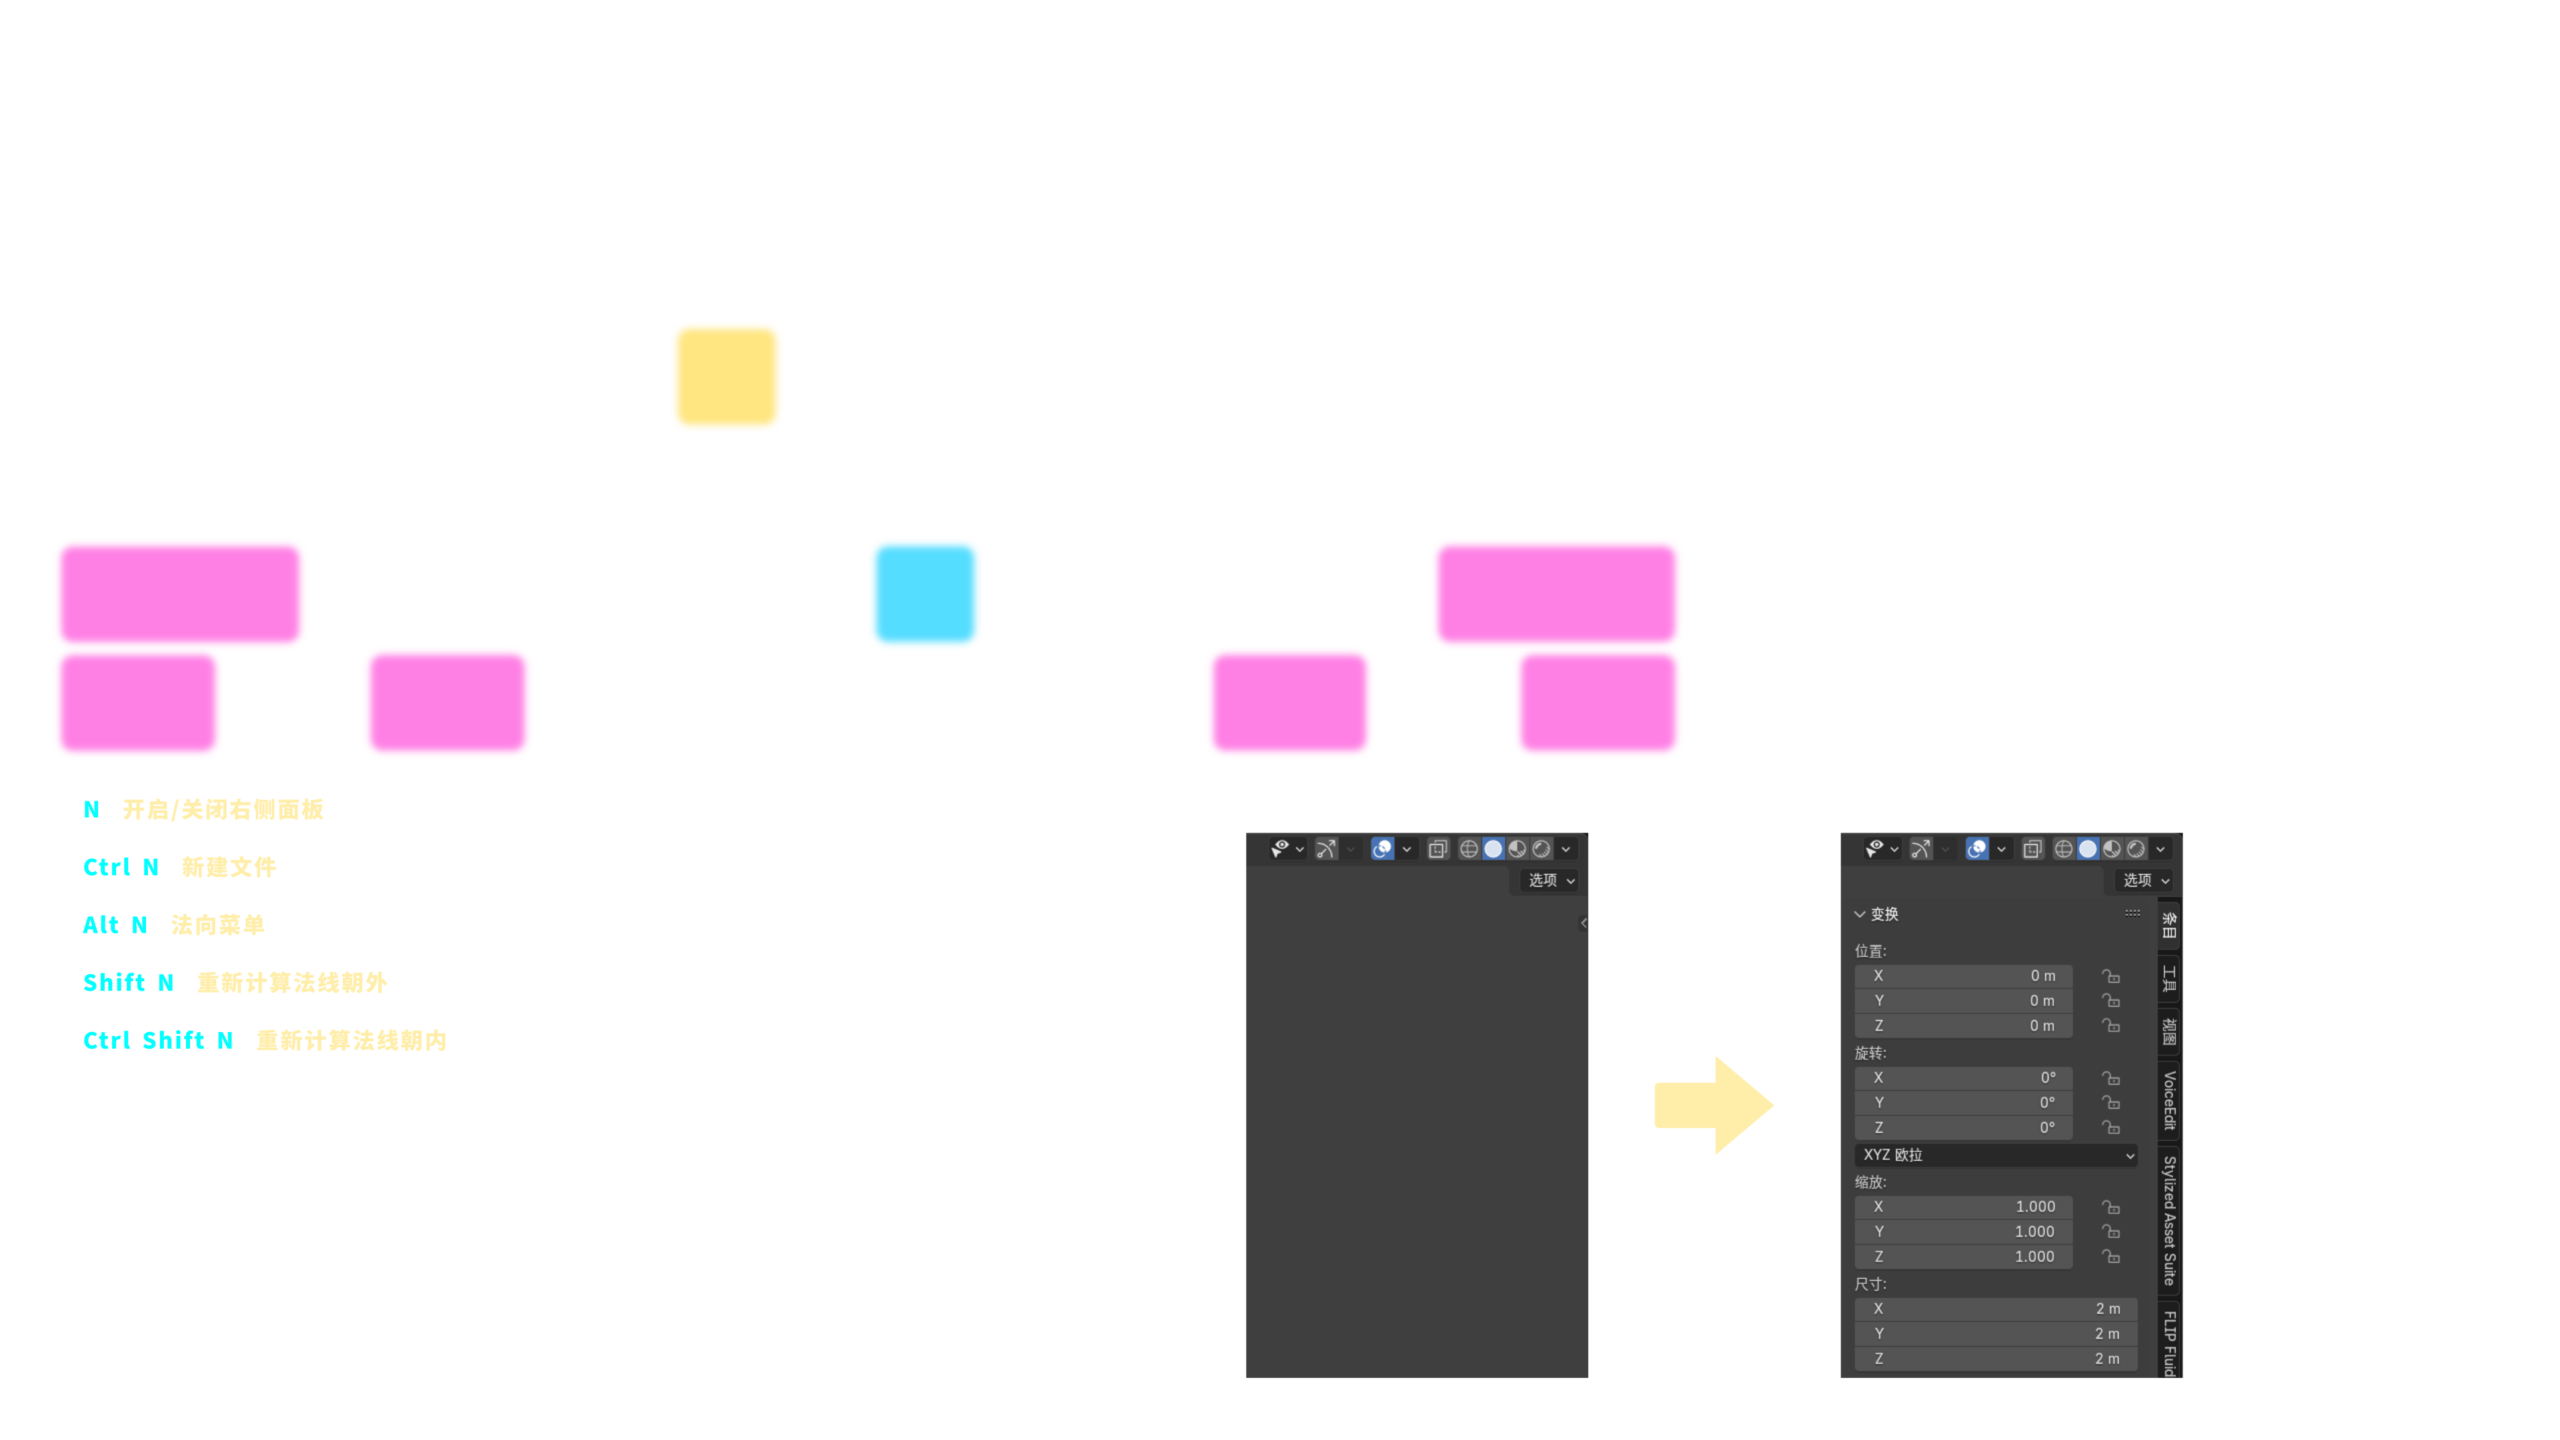 N 开启/关闭右侧面板
Ctrl N 新建文件
Alt N 法向菜单
Shift N 重新计算法线朝外
Ctrl Shift N 重新计算法线朝内
选项
选项
变换
位置:
X 0 m
Y 0 m
Z 0 m
旋转:
X 0°
Y 0°
Z 0°
XYZ 欧拉
缩放:
X 1.000
Y 1.000
Z 1.000
尺寸:
X 2 m
Y 2 m
Z 2 m
条目
工具
视图
VoiceEdit
Stylized Asset Suite
FLIP Fluid